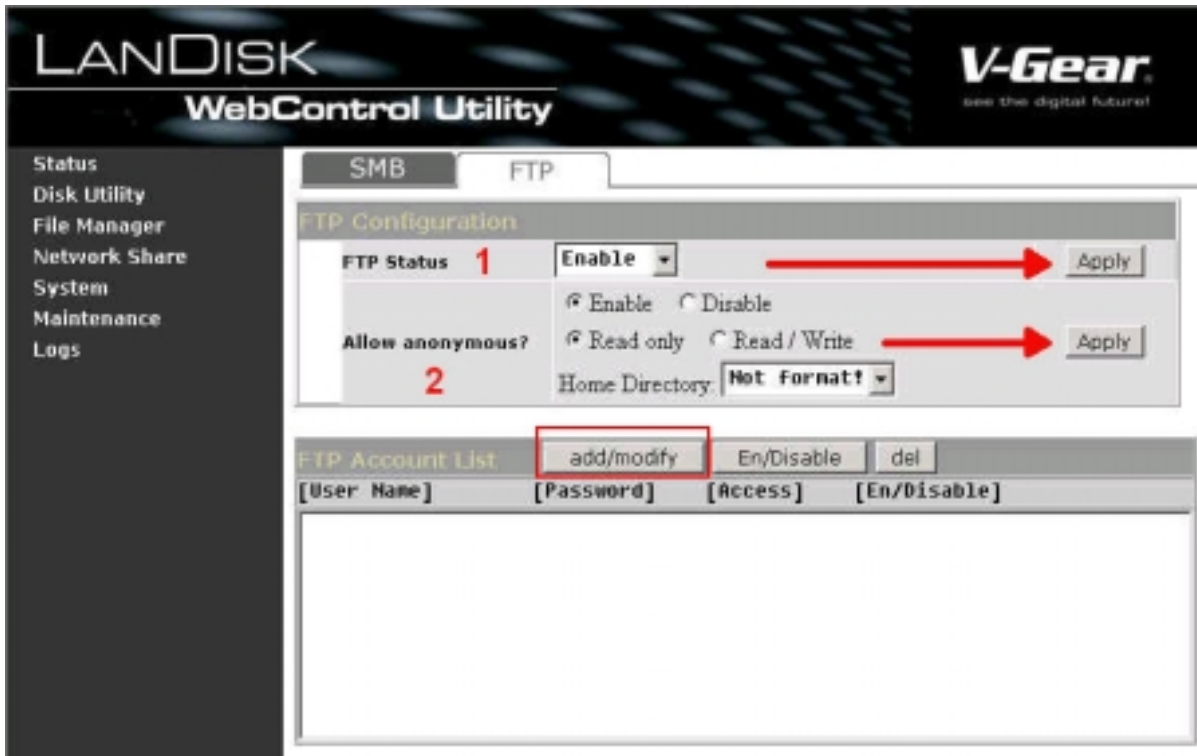 LANDISK
WebControl Utility
V-Gear
see the digital future!
Status
Disk Utility
File Manager
Network Share
System
Maintenance
Logs
SMB FTP
FTP Configuration
FTP Status 1 Enable Apply
Enable Disable
Allow anonymous? Read only Read / Write Apply
2 Home Directory: Not format!
FTP Account List add/modify En/Disable del
[User Name] [Password] [Access] [En/Disable]